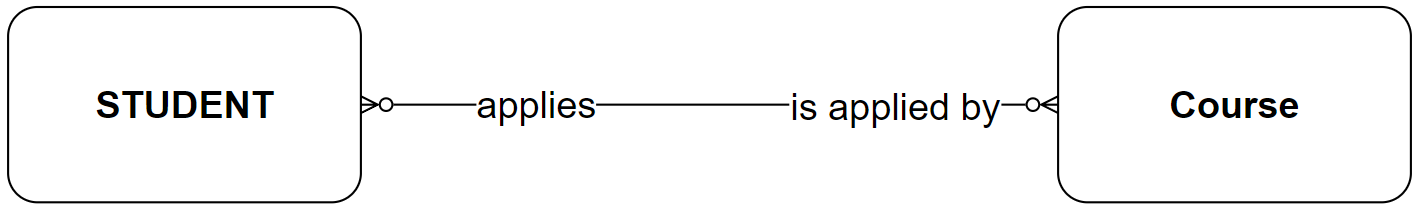 STUDENT
applies
is applied by
Course